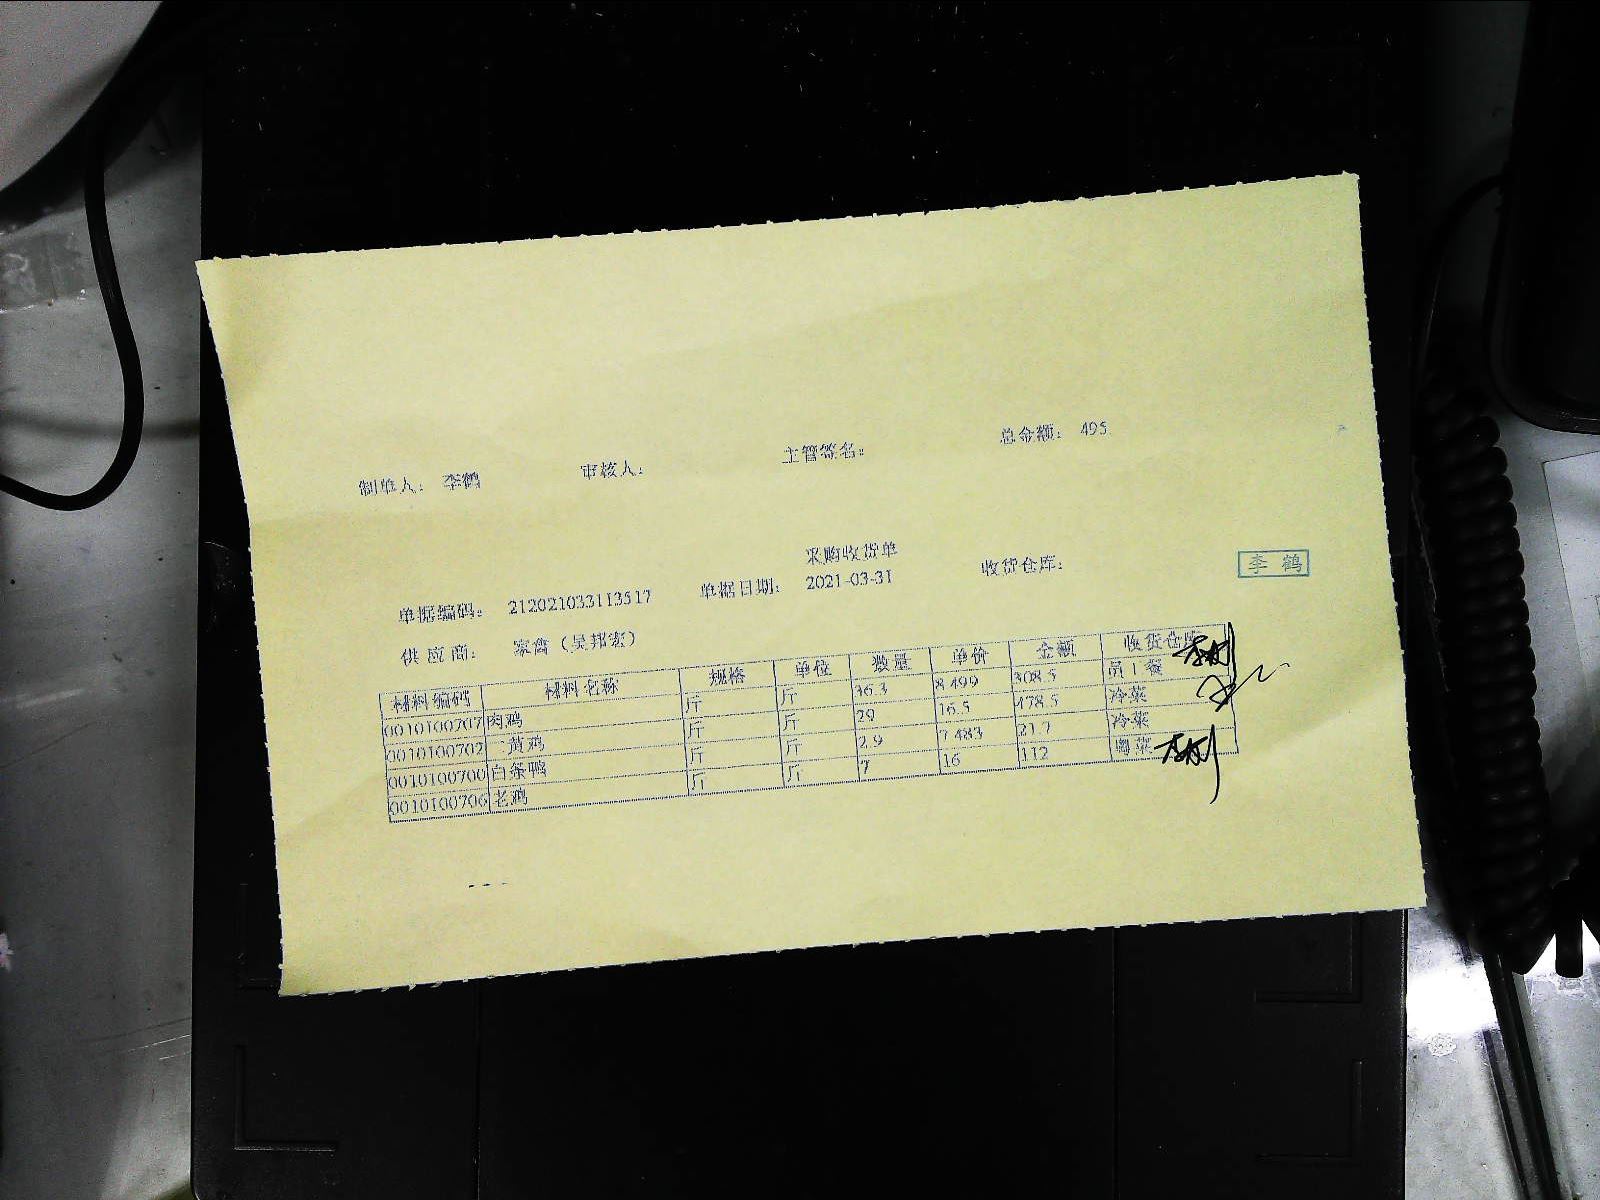 制单人： 李鹤 审核人： 主管签名： 总金额： 495
采购收货单
单据编码： 212021033113517 单据日期： 2021-03-31 收货仓库：
李鹤
供应商： 家禽（吴邦宏）
材料编码 材料名称 规格 单位 数量 单价 金额 收货仓库
0010100707 肉鸡 斤 斤 36.3 8.499 308.5 员工餐
0010100702 三黄鸡 斤 斤 29 16.5 478.5 冷菜
0010100700 白条鸭 斤 斤 2.9 7.483 21.7 冷菜
0010100706 老鸡 斤 斤 7 16 112 粤菜